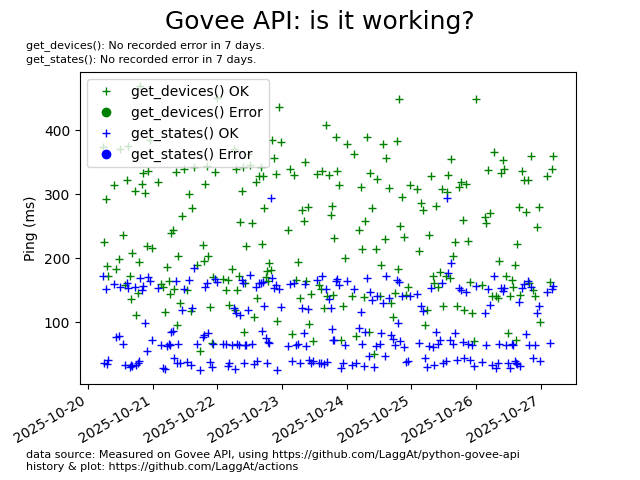 Govee API: is it working?
get_devices(): No recorded error in 7 days.
get_states(): No recorded error in 7 days.
get_devices() OK
get_devices() Error
get_states() OK
get_states() Error
Ping (ms)
400
300
200
100
2025-10-20
2025-10-21
2025-10-22
2025-10-23
2025-10-24
2025-10-25
2025-10-26
2025-10-27
data source: Measured on Govee API, using https://github.com/LaggAt/python-govee-api
history & plot: https://github.com/LaggAt/actions